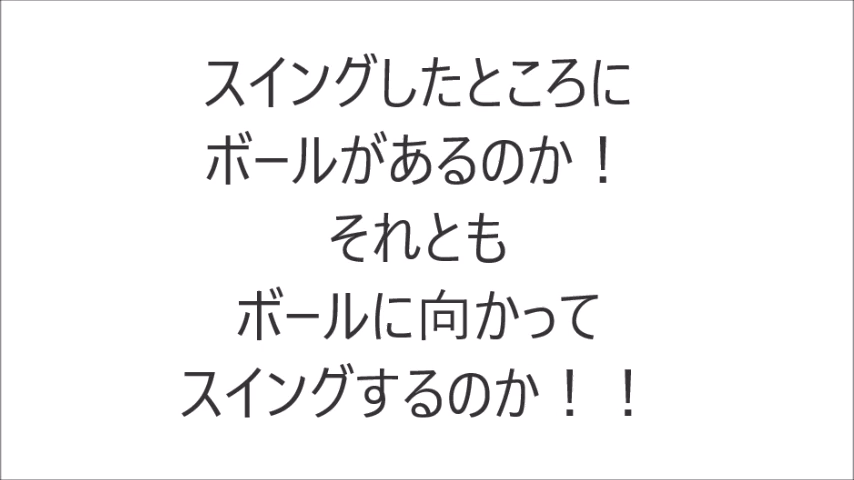 スイングしたところに
ボールがあるのか！
それとも
ボールに向かって
スイングするのか！！